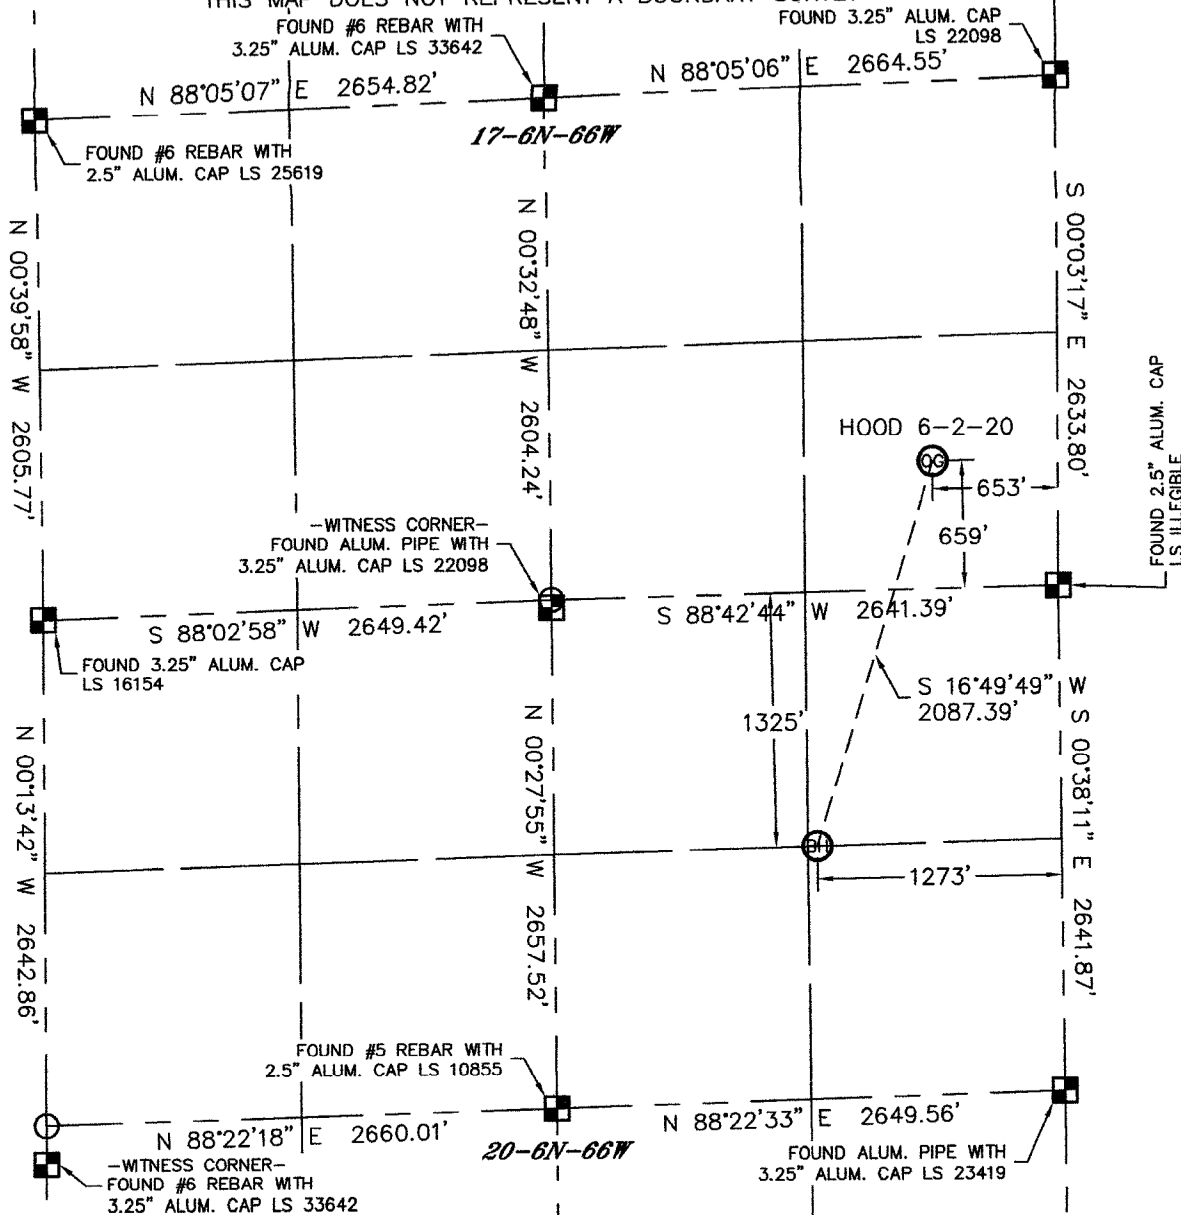 THIS MAP DOES NOT REPRESENT A BOUNDARY
FOUND #6 REBAR WITH
3.25" ALUM. CAP LS 33642
FOUND 3.25" ALUM. CAP
LS 22098
N 88°05'07" E 2654.82'
N 88°05'06" E 2664.55'
17-6N-66W
FOUND #6 REBAR WITH
2.5" ALUM. CAP LS 25619
N 00°39'58" W 2605.77'
N 00°32'48" W 2604.24'
S 00°03'17" E 2633.80'
HOOD 6-2-20
OG
653'
659'
FOUND 2.5" ALUM. CAP
LS ILLEGIBLE
-WITNESS CORNER-
FOUND ALUM. PIPE WITH
3.25" ALUM. CAP LS 22098
S 88°02'58" W 2649.42'
S 88°42'44" W 2641.39'
FOUND 3.25" ALUM. CAP
LS 16154
S 16°49'49" W
2087.39'
1325'
N 00°13'42" W 2642.86'
N 00°27'55" W 2657.52'
S 00°38'11" E 2641.87'
BH
1273'
FOUND #5 REBAR WITH
2.5" ALUM. CAP LS 10855
N 88°22'18" E 2660.01'
N 88°22'33" E 2649.56'
20-6N-66W
-WITNESS CORNER-
FOUND #6 REBAR WITH
3.25" ALUM. CAP LS 33642
FOUND ALUM. PIPE WITH
3.25" ALUM. CAP LS 23419